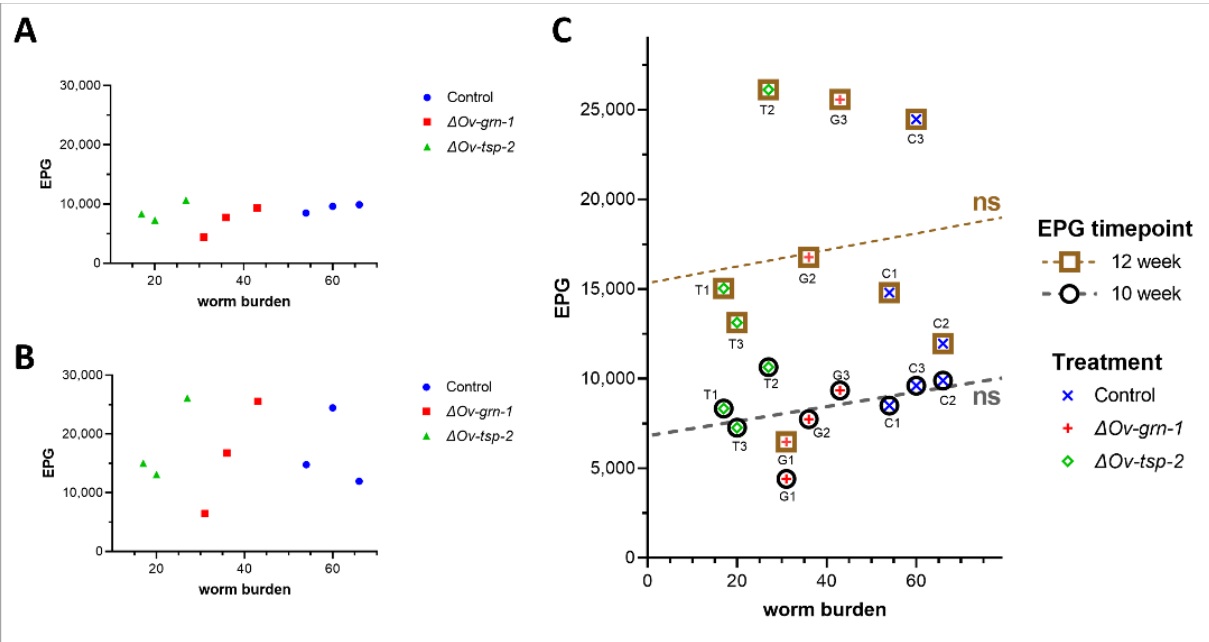 A
30,000
20,000
10,000
0
EPG
20
40
60
worm burden
Control
ΔOv-grn-1
ΔOv-tsp-2
B
30,000
20,000
10,000
0
EPG
20
40
60
worm burden
Control
ΔOv-grn-1
ΔOv-tsp-2
C
25,000
20,000
15,000
10,000
5,000
0
EPG
0
20
40
60
worm burden
T2
G3
C3
ns
G2
T1
C1
T3
C2
T2
G3
C3
T1
C2
ns
T3
G2
C1
G1
G1
EPG timepoint
12 week
10 week
Treatment
Control
ΔOv-grn-1
ΔOv-tsp-2